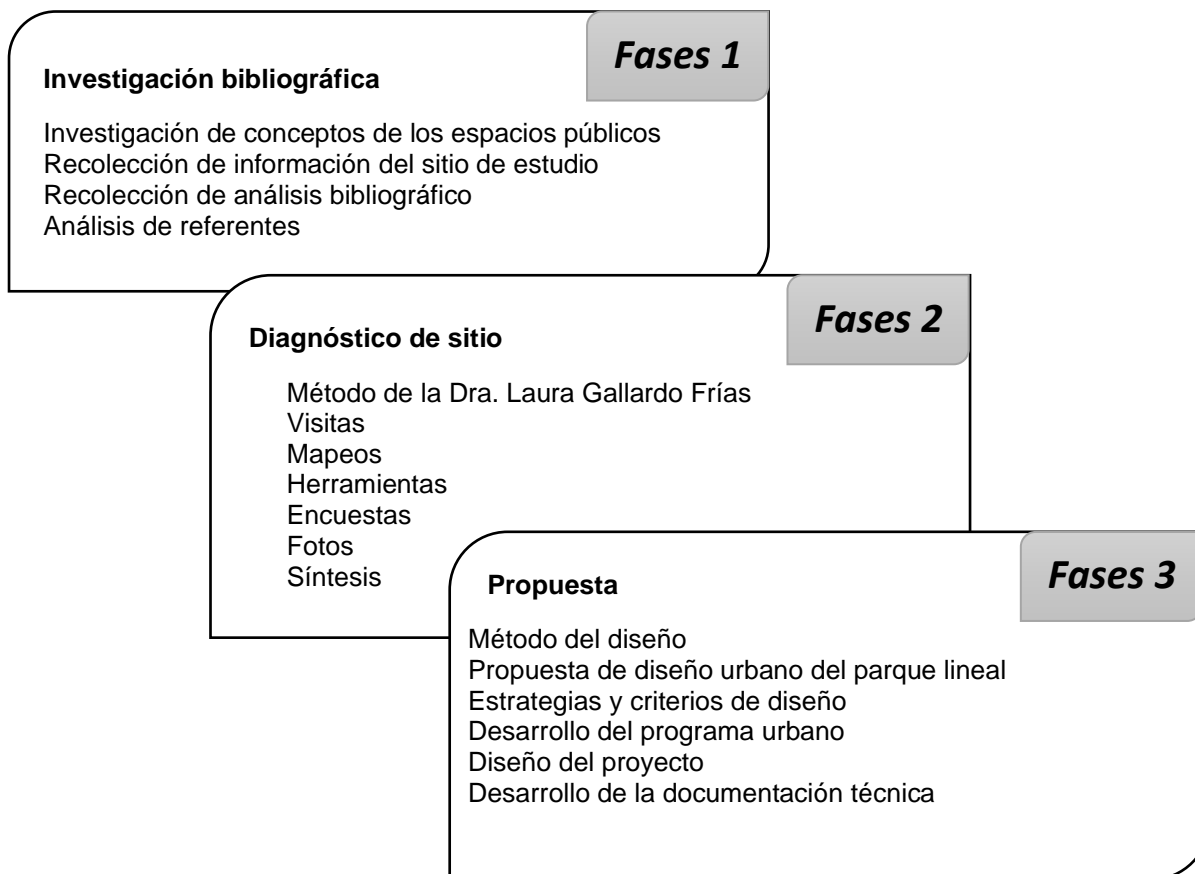 Fases 1
Investigación bibliográfica
Investigación de conceptos de los espacios públicos
Recolección de información del sitio de estudio
Recolección de análisis bibliográfico
Análisis de referentes
Fases 2
Diagnóstico de sitio
Método de la Dra. Laura Gallardo Frías
Visitas
Mapeos
Herramientas
Encuestas
Fotos
Síntesis
Fases 3
Propuesta
Método del diseño
Propuesta de diseño urbano del parque lineal
Estrategias y criterios de diseño
Desarrollo del programa urbano
Diseño del proyecto
Desarrollo de la documentación técnica